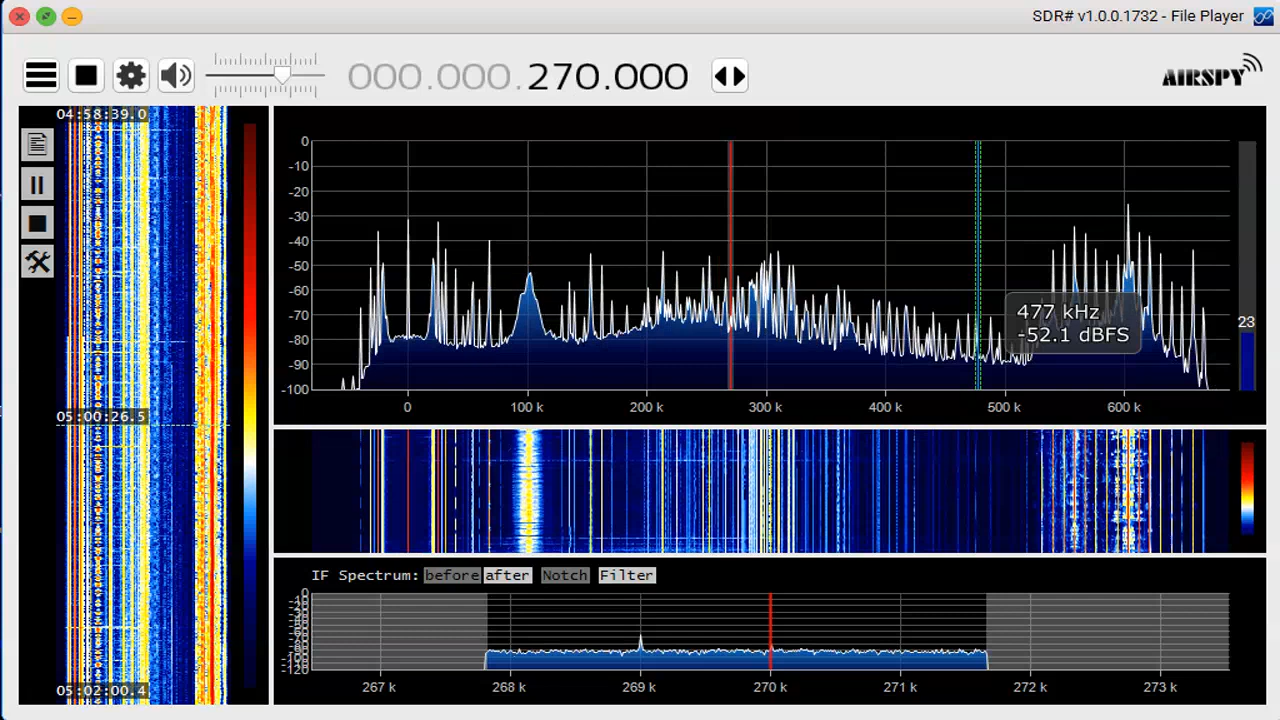 SDR# v1.0.0.1732 - File Player
000.000.270.000
AIRSPY
04:58:39.0
05:00:26.5
05:02:00.4
0
-10
-20
-30
-40
-50
-60
-70
-80
-90
-100
0 100 k 200 k 300 k 400 k 500 k 600 k
477 kHz
-52.1 dBFS
23
IF Spectrum: before after Notch Filter
0
-120
267 k 268 k 269 k 270 k 271 k 272 k 273 k